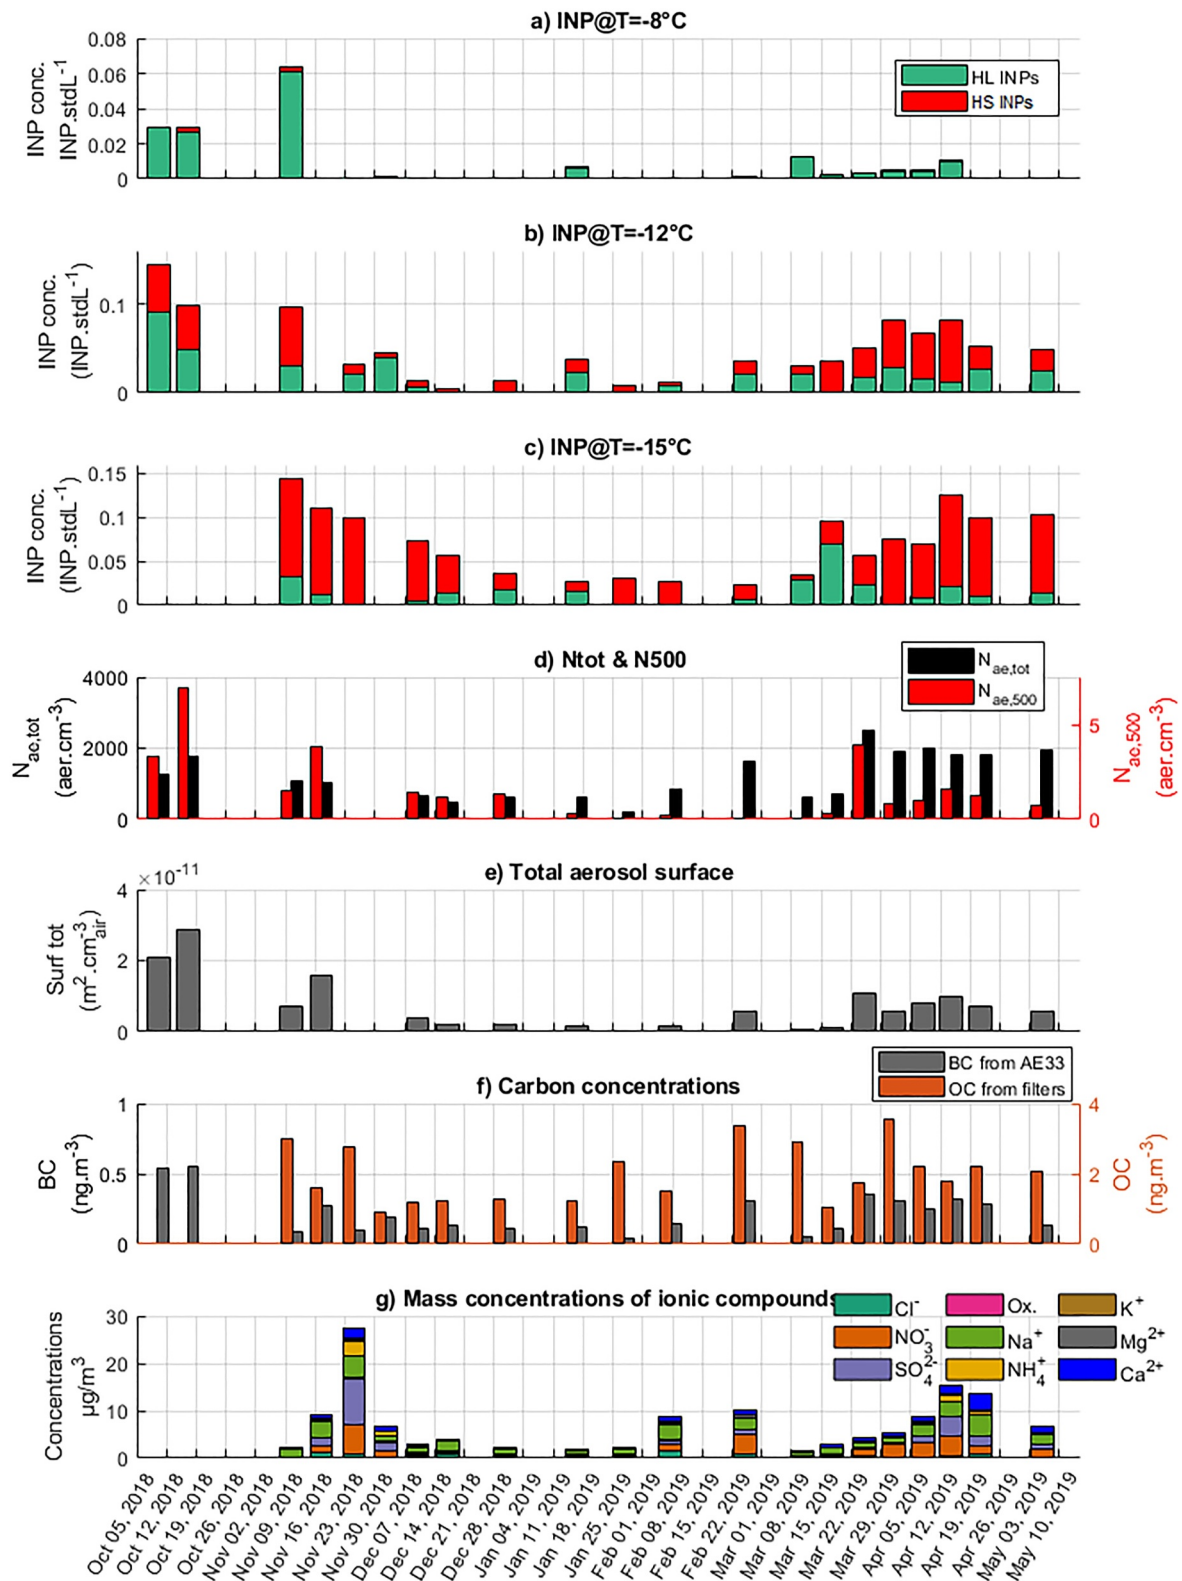 a) INP@T=-8°C
INP conc.
INP.stdL⁻¹
0.08
0.06
0.04
0.02
0
HL INPs
HS INPs
b) INP@T=-12°C
INP conc.
(INP.stdL⁻¹)
0.1
0
c) INP@T=-15°C
INP conc.
(INP.stdL⁻¹)
0.15
0.1
0.05
0
d) Ntot & N500
N ae,tot
N ae,500
N ae,tot
(aer.cm⁻³)
4000
2000
0
5
0
N ae,500
(aer.cm⁻³)
e) Total aerosol surface
×10⁻¹¹
Surf tot
(m².cm⁻³ air)
4
2
0
f) Carbon concentrations
BC from AE33
OC from filters
BC
(ng.m⁻³)
1
0.5
0
4
2
0
OC
(ng.m⁻³)
g) Mass concentrations of ionic compounds
Cl⁻
NO₃⁻
SO₄²⁻
Ox.
Na⁺
NH₄⁺
K⁺
Mg²⁺
Ca²⁺
Concentrations
µg/m³
30
20
10
0
Oct 05, 2018
Oct 12, 2018
Oct 19, 2018
Oct 26, 2018
Nov 02, 2018
Nov 09, 2018
Nov 16, 2018
Nov 23, 2018
Nov 30, 2018
Dec 07, 2018
Dec 14, 2018
Dec 21, 2018
Dec 28, 2018
Jan 04, 2019
Jan 11, 2019
Jan 18, 2019
Jan 25, 2019
Feb 01, 2019
Feb 08, 2019
Feb 15, 2019
Feb 22, 2019
Mar 01, 2019
Mar 08, 2019
Mar 15, 2019
Mar 22, 2019
Mar 29, 2019
Apr 05, 2019
Apr 12, 2019
Apr 19, 2019
Apr 26, 2019
May 03, 2019
May 10, 2019